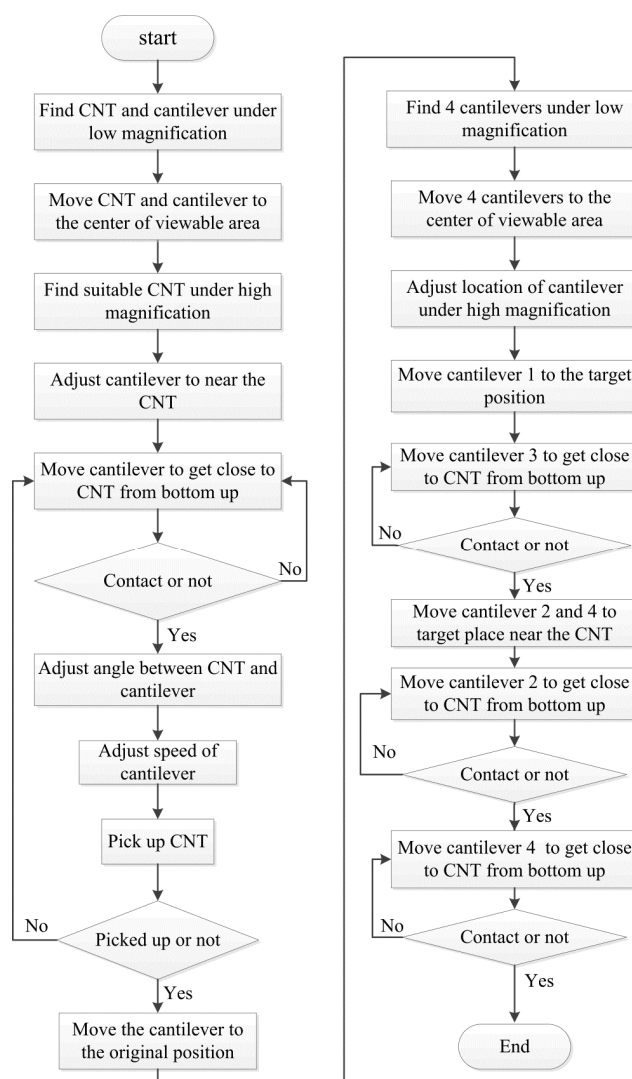 start
Find CNT and cantilever under
low magnification
Move CNT and cantilever to
the center of viewable area
Find suitable CNT under high
magnification
Adjust cantilever to near the
CNT
Move cantilever to get close to
CNT from bottom up
Contact or not
No
Yes
Adjust angle between CNT and
cantilever
Adjust speed of
cantilever
Pick up CNT
No
Picked up or not
Yes
Move the cantilever to
the original position
Find 4 cantilevers under low
magnification
Move 4 cantilevers to the
center of viewable area
Adjust location of cantilever
under high magnification
Move cantilever 1 to the target
position
Move cantilever 3 to get close
to CNT from bottom up
No
Contact or not
Yes
Move cantilever 2 and 4 to
target place near the CNT
Move cantilever 2 to get close
to CNT from bottom up
No
Contact or not
Yes
Move cantilever 4 to get close
to CNT from bottom up
No
Contact or not
Yes
End